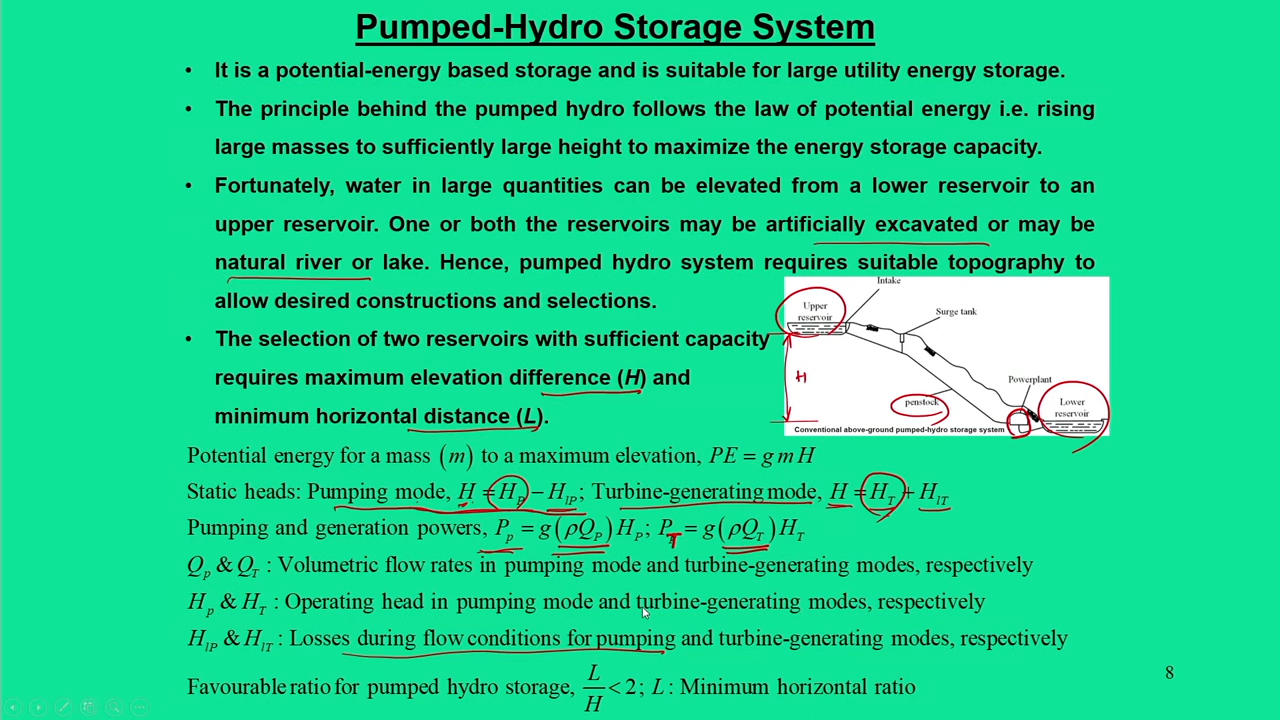 Pumped-Hydro Storage System
• It is a potential-energy based storage and is suitable for large utility energy storage.
• The principle behind the pumped hydro follows the law of potential energy i.e. rising
large masses to sufficiently large height to maximize the energy storage capacity.
• Fortunately, water in large quantities can be elevated from a lower reservoir to an
upper reservoir. One or both the reservoirs may be artificially excavated or may be
natural river or lake. Hence, pumped hydro system requires suitable topography to
allow desired constructions and selections.
• The selection of two reservoirs with sufficient capacity
requires maximum elevation difference (H) and
minimum horizontal distance (L).
Intake
Upper
reservoir
Surge tank
H
Powerplant
penstock
Lower
reservoir
Conventional above-ground pumped-hydro storage system
Potential energy for a mass (m) to a maximum elevation, PE = g m H
Static heads: Pumping mode, H = H_P − H_lP; Turbine-generating mode, H = H_T + H_lT
Pumping and generation powers, P_p = g(ρQ_P)H_P; P_T = g(ρQ_T)H_T
Q_p & Q_T : Volumetric flow rates in pumping mode and turbine-generating modes, respectively
H_p & H_T : Operating head in pumping mode and turbine-generating modes, respectively
H_lP & H_lT : Losses during flow conditions for pumping and turbine-generating modes, respectively
Favourable ratio for pumped hydro storage, L/H < 2; L : Minimum horizontal ratio
8